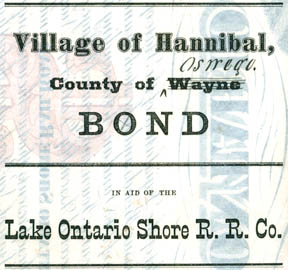 Village of Hannibal,
Oswego.
County of ^ Wayne
BOND
IN AID OF THE
Lake Ontario Shore R. R. Co.